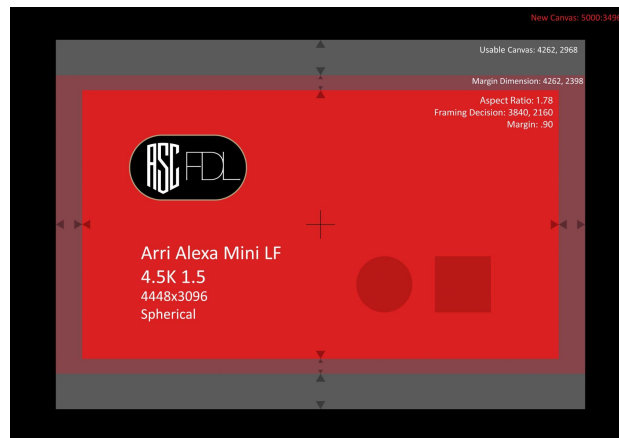 New Canvas: 5000:3496
Usable Canvas: 4262, 2968
Margin Dimension: 4262, 2398
Aspect Ratio: 1.78
Framing Decision: 3840, 2160
Margin: .90
ASC FDL
Arri Alexa Mini LF
4.5K 1.5
4448x3096
Spherical